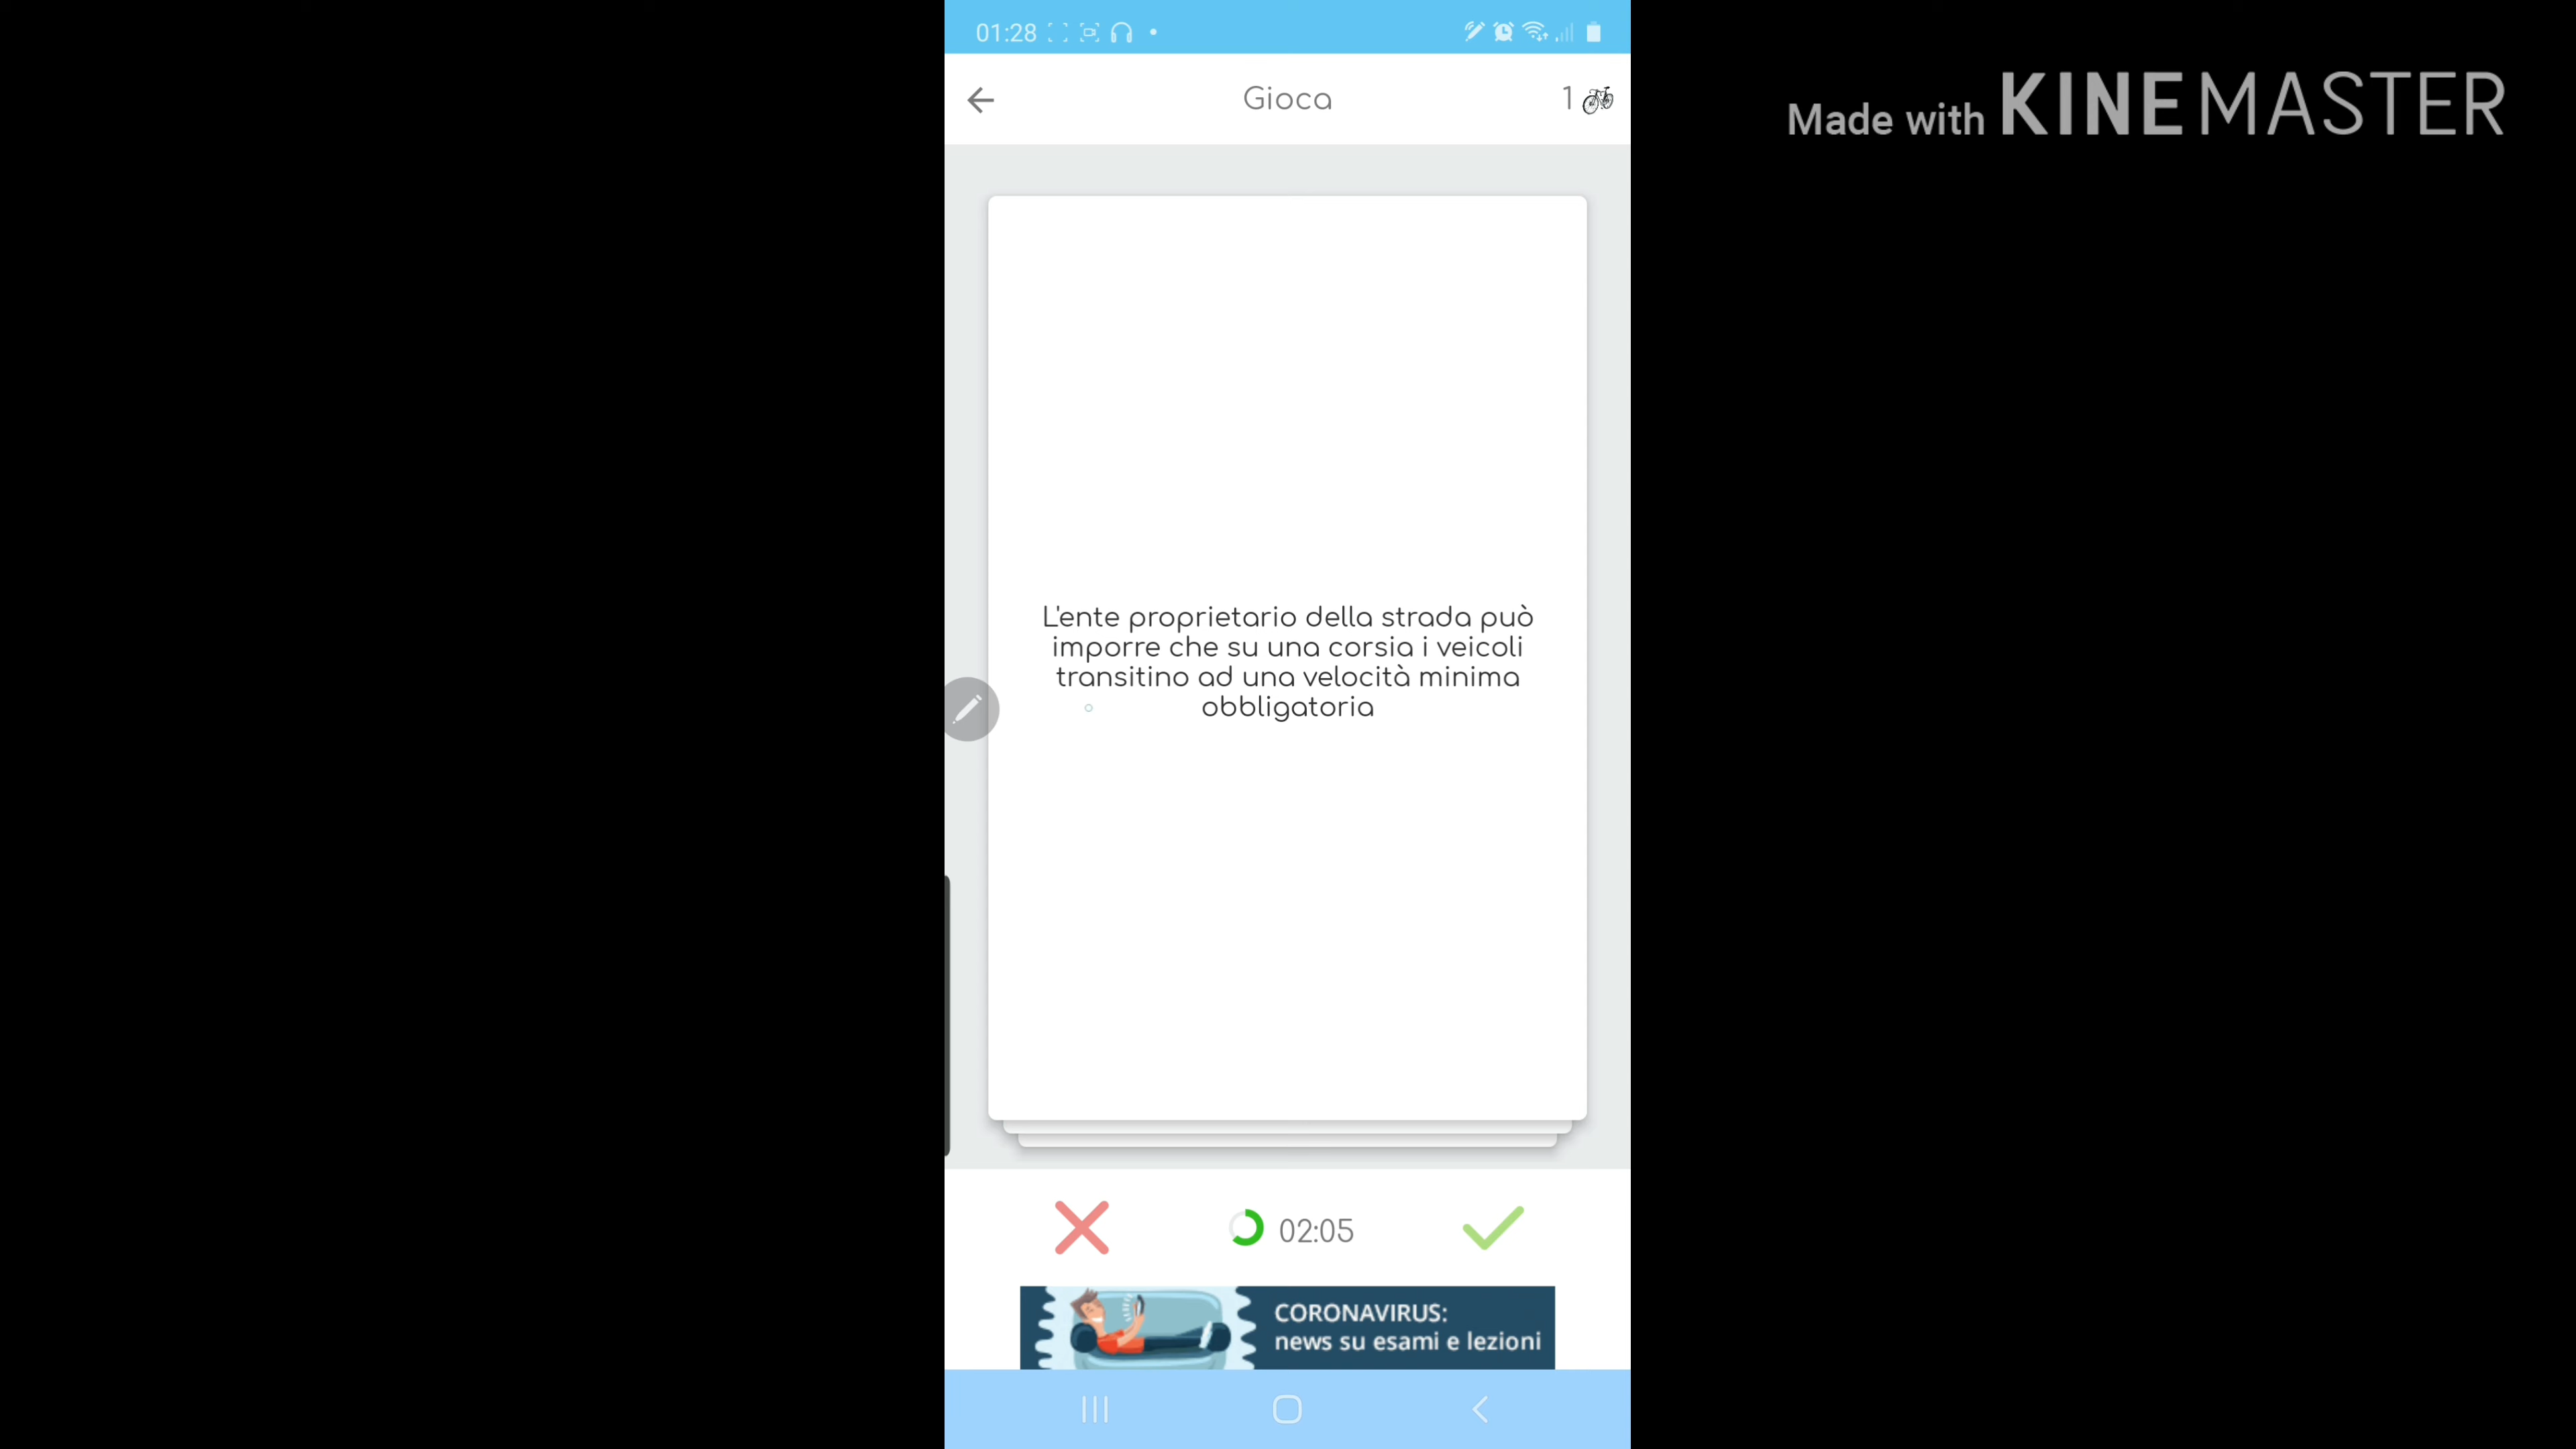 01:28
Gioca
1
Made with KINEMASTER
L'ente proprietario della strada può
imporre che su una corsia i veicoli
transitino ad una velocità minima
obbligatoria
02:05
CORONAVIRUS:
news su esami e lezioni